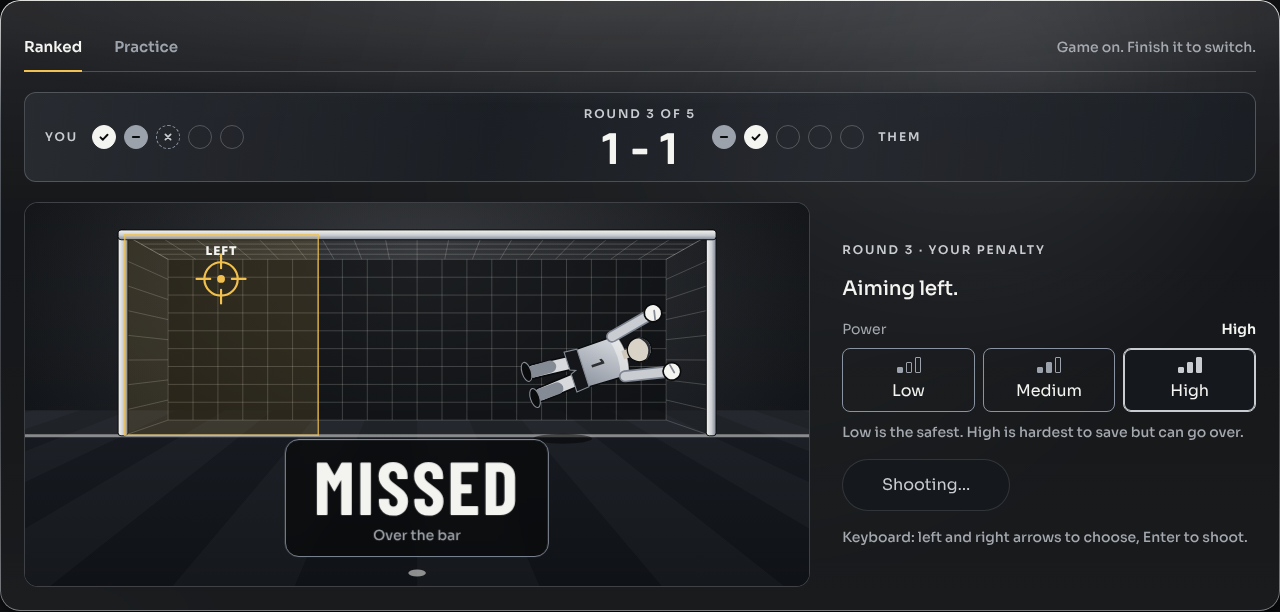 Ranked
Practice
Game on. Finish it to switch.
YOU
ROUND 3 OF 5
1 - 1
THEM
LEFT
1
MISSED
Over the bar
ROUND 3 · YOUR PENALTY
Aiming left.
Power
High
Low
Medium
High
Low is the safest. High is hardest to save but can go over.
Shooting...
Keyboard: left and right arrows to choose, Enter to shoot.